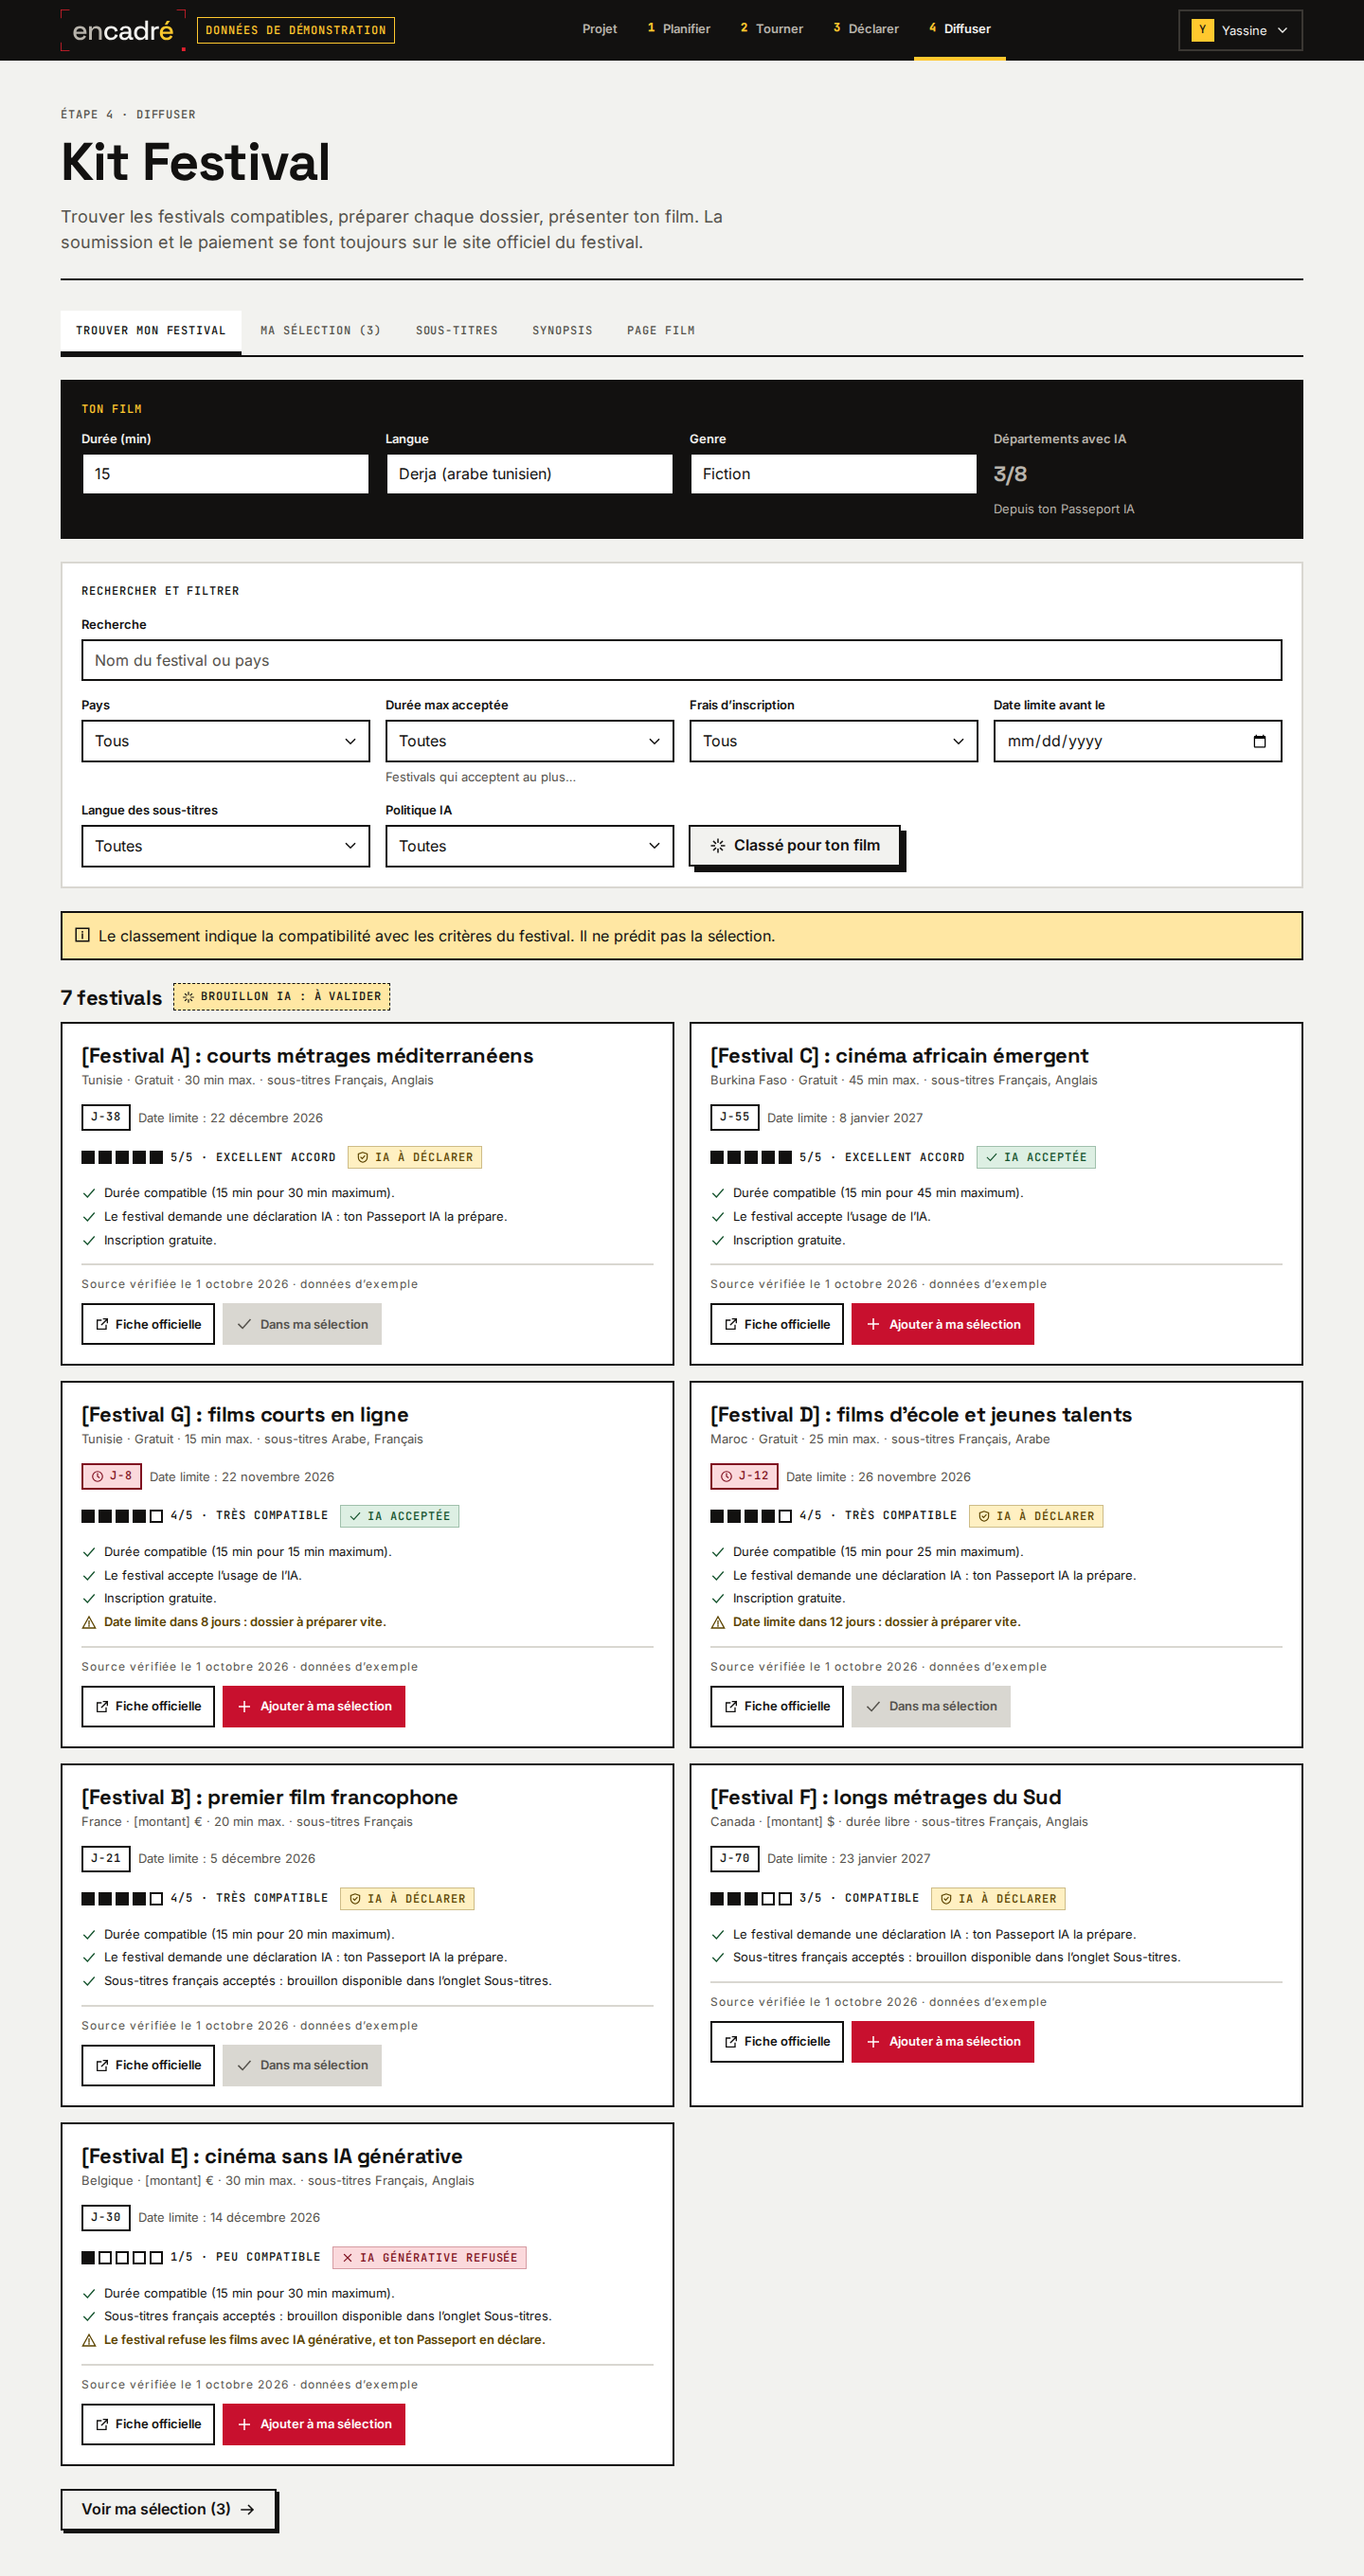 encadré
DONNÉES DE DÉMONSTRATION
Projet
1 Planifier
2 Tourner
3 Déclarer
4 Diffuser
Y Yassine
ÉTAPE 4 · DIFFUSER
Kit Festival
Trouver les festivals compatibles, préparer chaque dossier, présenter ton film. La
soumission et le paiement se font toujours sur le site officiel du festival.
TROUVER MON FESTIVAL
MA SÉLECTION (3)
SOUS-TITRES
SYNOPSIS
PAGE FILM
TON FILM
Durée (min)
Langue
Genre
Départements avec IA
15
Derja (arabe tunisien)
Fiction
3/8
Depuis ton Passeport IA
RECHERCHER ET FILTRER
Recherche
Nom du festival ou pays
Pays
Durée max acceptée
Frais d’inscription
Date limite avant le
Tous
Toutes
Tous
mm/dd/yyyy
Festivals qui acceptent au plus…
Langue des sous-titres
Politique IA
Toutes
Toutes
Classé pour ton film
Le classement indique la compatibilité avec les critères du festival. Il ne prédit pas la sélection.
7 festivals
BROUILLON IA : À VALIDER
[Festival A] : courts métrages méditerranéens
Tunisie · Gratuit · 30 min max. · sous-titres Français, Anglais
J-38 Date limite : 22 décembre 2026
5/5 · EXCELLENT ACCORD
IA À DÉCLARER
Durée compatible (15 min pour 30 min maximum).
Le festival demande une déclaration IA : ton Passeport IA la prépare.
Inscription gratuite.
Source vérifiée le 1 octobre 2026 · données d’exemple
Fiche officielle
Dans ma sélection
[Festival C] : cinéma africain émergent
Burkina Faso · Gratuit · 45 min max. · sous-titres Français, Anglais
J-55 Date limite : 8 janvier 2027
5/5 · EXCELLENT ACCORD
IA ACCEPTÉE
Durée compatible (15 min pour 45 min maximum).
Le festival accepte l’usage de l’IA.
Inscription gratuite.
Source vérifiée le 1 octobre 2026 · données d’exemple
Fiche officielle
Ajouter à ma sélection
[Festival G] : films courts en ligne
Tunisie · Gratuit · 15 min max. · sous-titres Arabe, Français
J-8 Date limite : 22 novembre 2026
4/5 · TRÈS COMPATIBLE
IA ACCEPTÉE
Durée compatible (15 min pour 15 min maximum).
Le festival accepte l’usage de l’IA.
Inscription gratuite.
Date limite dans 8 jours : dossier à préparer vite.
Source vérifiée le 1 octobre 2026 · données d’exemple
Fiche officielle
Ajouter à ma sélection
[Festival D] : films d’école et jeunes talents
Maroc · Gratuit · 25 min max. · sous-titres Français, Arabe
J-12 Date limite : 26 novembre 2026
4/5 · TRÈS COMPATIBLE
IA À DÉCLARER
Durée compatible (15 min pour 25 min maximum).
Le festival demande une déclaration IA : ton Passeport IA la prépare.
Inscription gratuite.
Date limite dans 12 jours : dossier à préparer vite.
Source vérifiée le 1 octobre 2026 · données d’exemple
Fiche officielle
Dans ma sélection
[Festival B] : premier film francophone
France · [montant] € · 20 min max. · sous-titres Français
J-21 Date limite : 5 décembre 2026
4/5 · TRÈS COMPATIBLE
IA À DÉCLARER
Durée compatible (15 min pour 20 min maximum).
Le festival demande une déclaration IA : ton Passeport IA la prépare.
Sous-titres français acceptés : brouillon disponible dans l’onglet Sous-titres.
Source vérifiée le 1 octobre 2026 · données d’exemple
Fiche officielle
Dans ma sélection
[Festival F] : longs métrages du Sud
Canada · [montant] $ · durée libre · sous-titres Français, Anglais
J-70 Date limite : 23 janvier 2027
3/5 · COMPATIBLE
IA À DÉCLARER
Le festival demande une déclaration IA : ton Passeport IA la prépare.
Sous-titres français acceptés : brouillon disponible dans l’onglet Sous-titres.
Source vérifiée le 1 octobre 2026 · données d’exemple
Fiche officielle
Ajouter à ma sélection
[Festival E] : cinéma sans IA générative
Belgique · [montant] € · 30 min max. · sous-titres Français, Anglais
J-30 Date limite : 14 décembre 2026
1/5 · PEU COMPATIBLE
IA GÉNÉRATIVE REFUSÉE
Durée compatible (15 min pour 30 min maximum).
Sous-titres français acceptés : brouillon disponible dans l’onglet Sous-titres.
Le festival refuse les films avec IA générative, et ton Passeport en déclare.
Source vérifiée le 1 octobre 2026 · données d’exemple
Fiche officielle
Ajouter à ma sélection
Voir ma sélection (3)